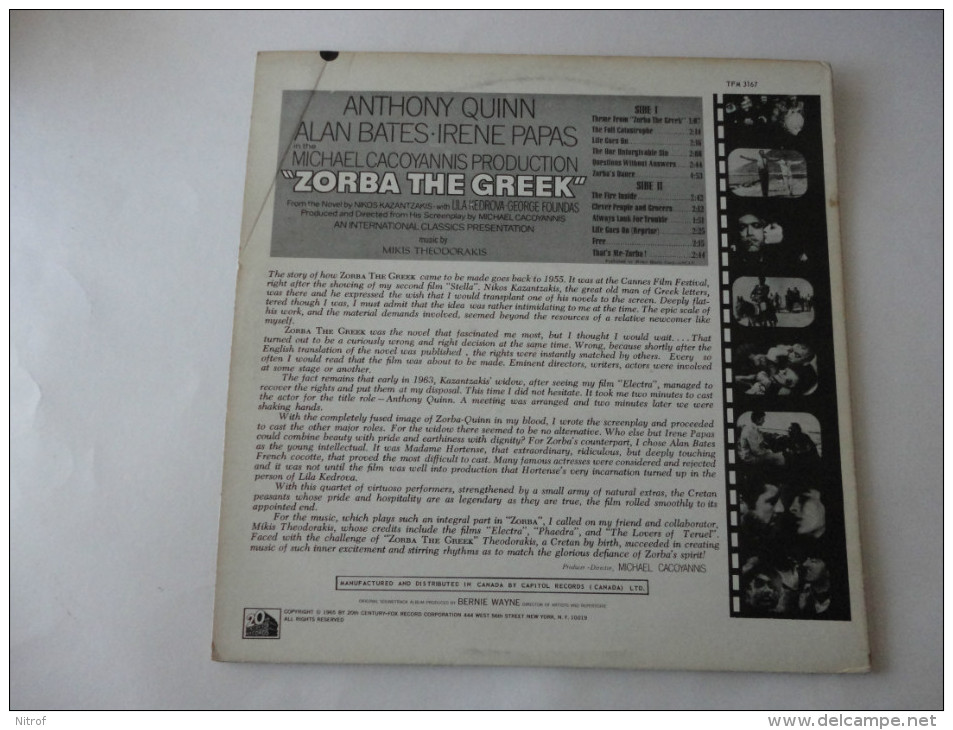 TFM 3167
ANTHONY QUINN
ALAN BATES·IRENE PAPAS
in the
MICHAEL CACOYANNIS PRODUCTION
"ZORBA THE GREEK"
From the Novel by NIKOS KAZANTZAKIS·with LILA KEDROVA·GEORGE FOUNDAS
Produced and Directed from His Screenplay by MICHAEL CACOYANNIS
AN INTERNATIONAL CLASSICS PRESENTATION
music by
MIKIS THEODORAKIS
SIDE I
Theme From "Zorba The Greek"
The Full Catastrophe
Life Goes On
The One Unforgivable Sin
Questions Without Answers 2:44
Zorba's Dance 4:53
SIDE II
The Fire Inside
Clever People and Grocers
Always Look For Trouble
Life Goes On (Reprise)
Free
That's Me-Zorba! 2:44
The story of how ZORBA THE GREEK came to be made goes back to 1955. It was at the Cannes Film Festival,
right after the showing of my second film "Stella". Nikos Kazantzakis, the great old man of Greek letters,
was there and he expressed the wish that I would transplant one of his novels to the screen. Deeply flat-
tered though I was, I must admit that the idea was rather intimidating to me at the time. The epic scale of
his work, and the material demands involved, seemed beyond the resources of a relative newcomer like
myself.
ZORBA THE GREEK was the novel that fascinated me most, but I thought I would wait. . . . That
turned out to be a curiously wrong and right decision at the same time. Wrong, because shortly after the
English translation of the novel was published , the rights were instantly snatched by others. Every so
often I would read that the film was about to be made. Eminent directors, writers, actors were involved
at some stage or another.
The fact remains that early in 1963, Kazantzakis' widow, after seeing my film "Electra", managed to
recover the rights and put them at my disposal. This time I did not hesitate. It took me two minutes to cast
the actor for the title role — Anthony Quinn. A meeting was arranged and two minutes later we were
shaking hands.
With the completely fused image of Zorba-Quinn in my blood, I wrote the screenplay and proceeded
to cast the other major roles. For the widow there seemed to be no alternative. Who else but Irene Papas
could combine beauty with pride and earthiness with dignity? For Zorba's counterpart, I chose Alan Bates
as the young intellectual. It was Madame Hortense, that extraordinary, ridiculous, but deeply touching
French cocotte, that proved the most difficult to cast. Many famous actresses were considered and rejected
and it was not until the film was well into production that Hortense's very incarnation turned up in the
person of Lila Kedrova.
With this quartet of virtuoso performers, strengthened by a small army of natural extras, the Cretan
peasants whose pride and hospitality are as legendary as they are true, the film rolled smoothly to its
appointed end.
For the music, which plays such an integral part in "ZORBA", I called on my friend and collaborator,
Mikis Theodorakis, whose credits include the films "Electra", "Phaedra", and "The Lovers of Teruel".
Faced with the challenge of "ZORBA THE GREEK" Theodorakis, a Cretan by birth, succeeded in creating
music of such inner excitement and stirring rhythms as to match the glorious defiance of Zorba's spirit!
Producer - Director, MICHAEL CACOYANNIS
MANUFACTURED AND DISTRIBUTED IN CANADA BY CAPITOL RECORDS (CANADA) LTD.
ORIGINAL SOUNDTRACK ALBUM PRODUCED BY BERNIE WAYNE DIRECTOR OF ARTISTS AND REPERTOIRE
20
COPYRIGHT © 1965 BY 20th CENTURY-FOX RECORD CORPORATION 444 WEST 56th STREET NEW YORK, N.Y. 10019
ALL RIGHTS RESERVED
Nitrof
www.delcampe.net